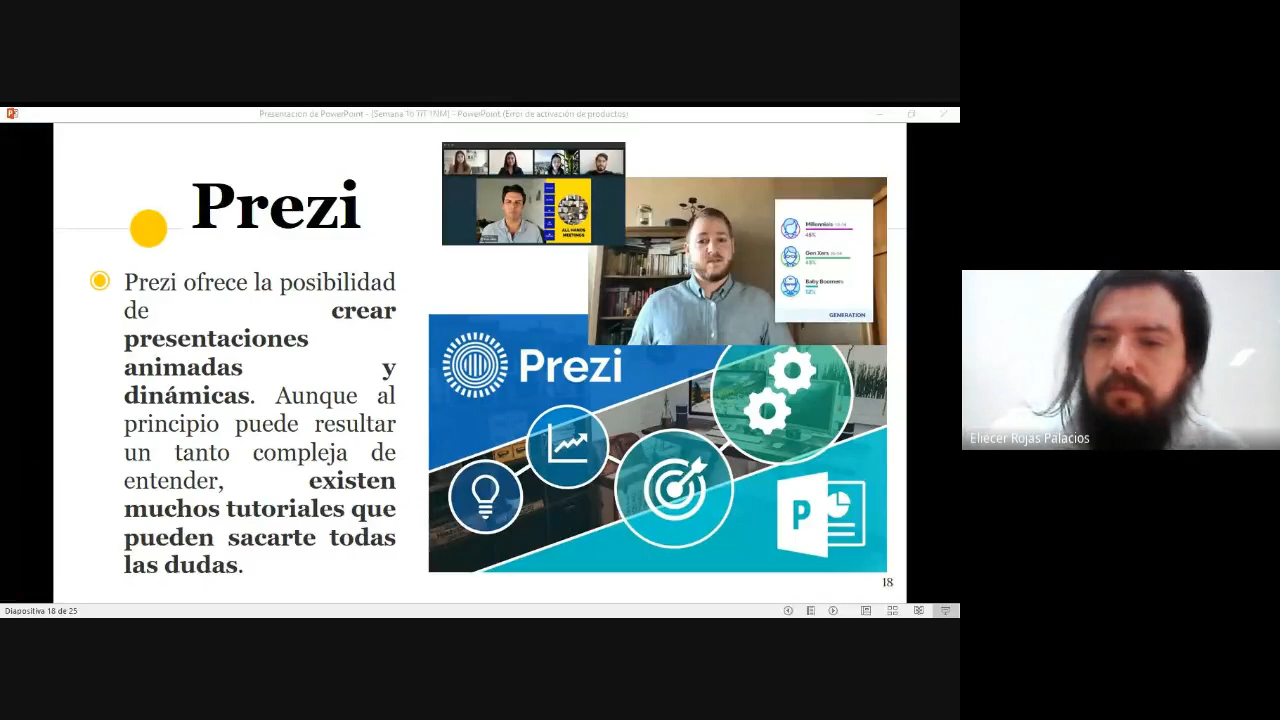 Presentación de PowerPoint - [Semana 10 TIT 1NM] - PowerPoint (Error de activación de productos)
Prezi
Prezi ofrece la posibilidad
de crear
presentaciones
animadas y
dinámicas. Aunque al
principio puede resultar
un tanto compleja de
entender, existen
muchos tutoriales que
pueden sacarte todas
las dudas.
ALL HANDS
MEETINGS
Millennials
48%
Gen Xers
Baby Boomers
12%
GENERATION
Prezi
P
18
Eliecer Rojas Palacios
Diapositiva 18 de 25